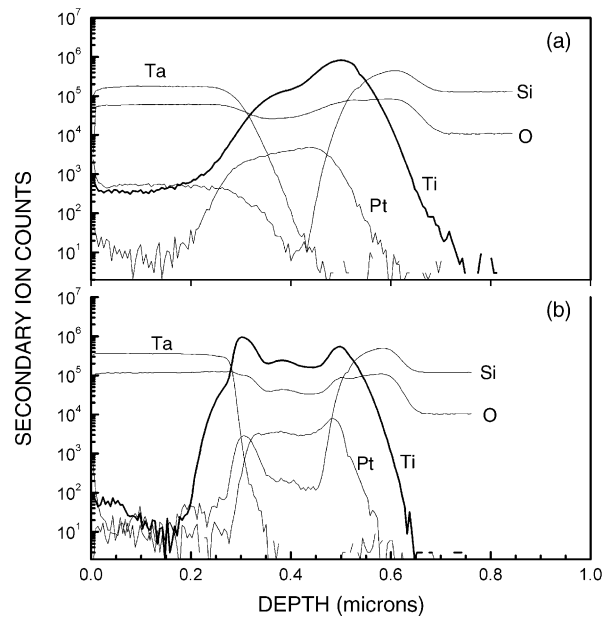 10^7
(a)
10^6
Ta
10^5
Si
10^4
O
10^3
Pt
Ti
10^2
10^1
SECONDARY ION COUNTS
10^7
(b)
10^6
Ta
10^5
Si
10^4
O
10^3
Pt
Ti
10^2
10^1
0.0 0.2 0.4 0.6 0.8 1.0
DEPTH (microns)